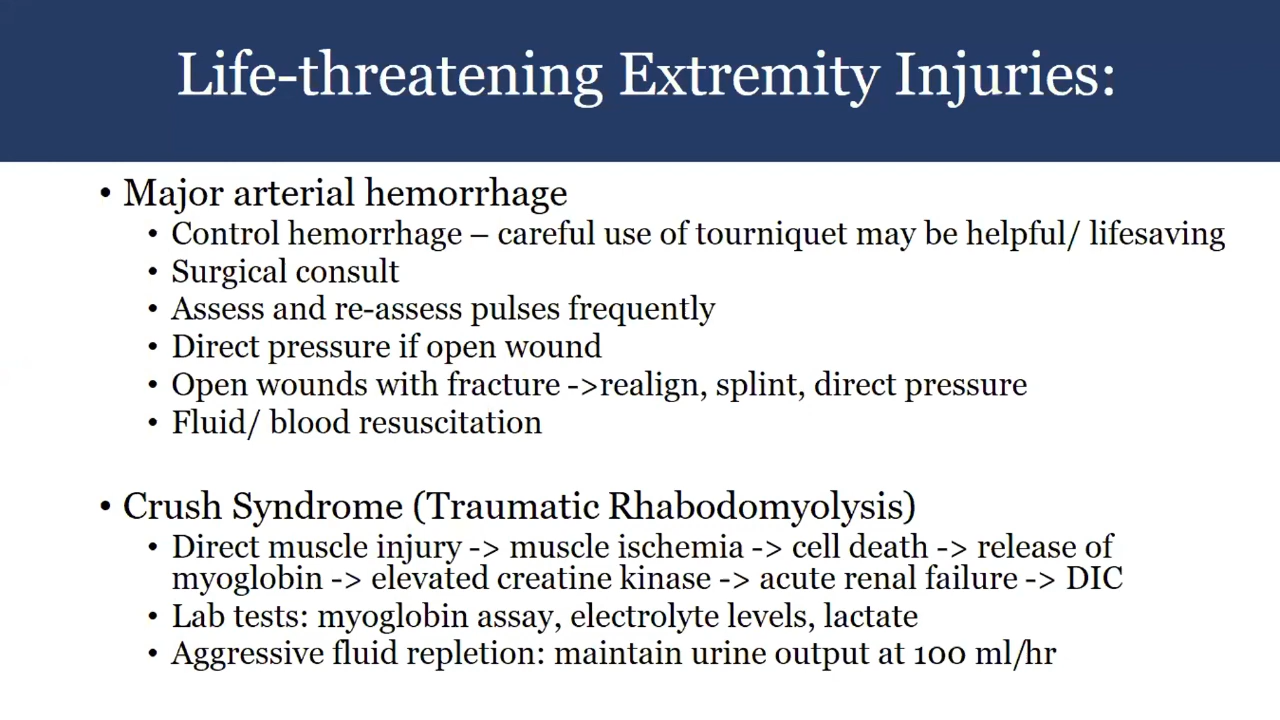 Life-threatening Extremity Injuries:
• Major arterial hemorrhage
• Control hemorrhage – careful use of tourniquet may be helpful/ lifesaving
• Surgical consult
• Assess and re-assess pulses frequently
• Direct pressure if open wound
• Open wounds with fracture ->realign, splint, direct pressure
• Fluid/ blood resuscitation
• Crush Syndrome (Traumatic Rhabodomyolysis)
• Direct muscle injury -> muscle ischemia -> cell death -> release of
myoglobin -> elevated creatine kinase -> acute renal failure -> DIC
• Lab tests: myoglobin assay, electrolyte levels, lactate
• Aggressive fluid repletion: maintain urine output at 100 ml/hr